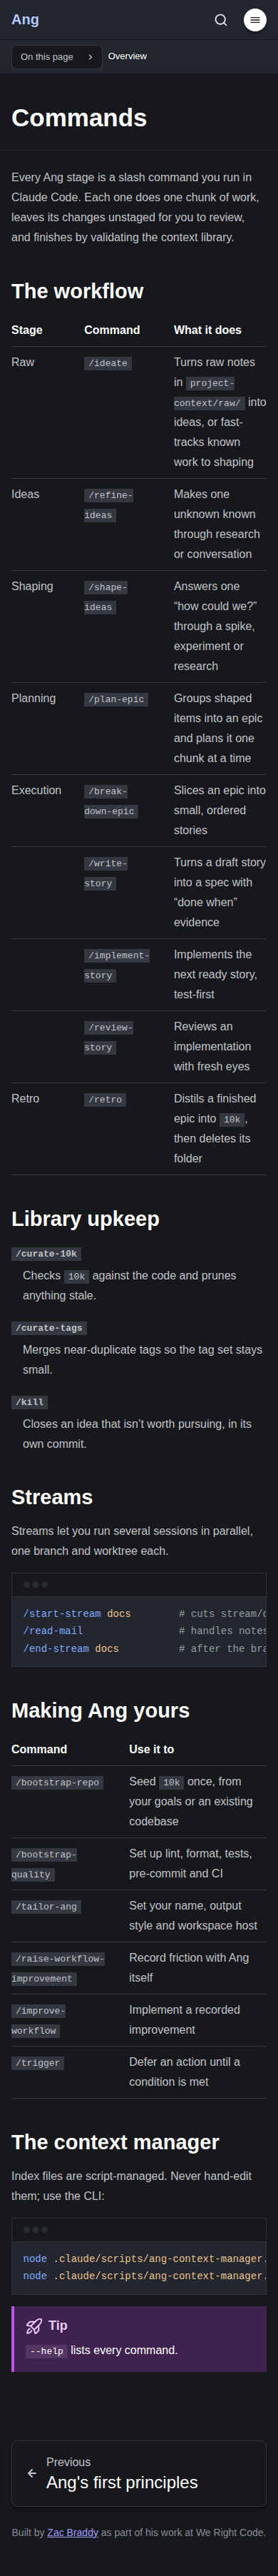 Ang
On this page
Overview
Commands
Every Ang stage is a slash command you run in
Claude Code. Each one does one chunk of work,
leaves its changes unstaged for you to review,
and finishes by validating the context library.
The workflow
Stage Command What it does
Raw /ideate Turns raw notes
in project-
context/raw/ into
ideas, or fast-
tracks known
work to shaping
Ideas /refine- Makes one
ideas unknown known
through research
or conversation
Shaping /shape- Answers one
ideas “how could we?”
through a spike,
experiment or
research
Planning /plan-epic Groups shaped
items into an epic
and plans it one
chunk at a time
Execution /break- Slices an epic into
down-epic small, ordered
stories
/write- Turns a draft story
story into a spec with
“done when”
evidence
/implement- Implements the
story next ready story,
test-first
/review- Reviews an
story implementation
with fresh eyes
Retro /retro Distils a finished
epic into 10k,
then deletes its
folder
Library upkeep
/curate-10k
Checks 10k against the code and prunes
anything stale.
/curate-tags
Merges near-duplicate tags so the tag set stays
small.
/kill
Closes an idea that isn’t worth pursuing, in its
own commit.
Streams
Streams let you run several sessions in parallel,
one branch and worktree each.
/start-stream docs # cuts stream/
/read-mail # handles notes
/end-stream docs # after the bra
Making Ang yours
Command Use it to
/bootstrap-repo Seed 10k once, from
your goals or an existing
codebase
/bootstrap- Set up lint, format, tests,
quality pre-commit and CI
/tailor-ang Set your name, output
style and workspace host
/raise-workflow- Record friction with Ang
improvement itself
/improve- Implement a recorded
workflow improvement
/trigger Defer an action until a
condition is met
The context manager
Index files are script-managed. Never hand-edit
them; use the CLI:
node .claude/scripts/ang-context-manager.
node .claude/scripts/ang-context-manager.
Tip
--help lists every command.
Previous
Ang's first principles
Built by Zac Braddy as part of his work at We Right Code.